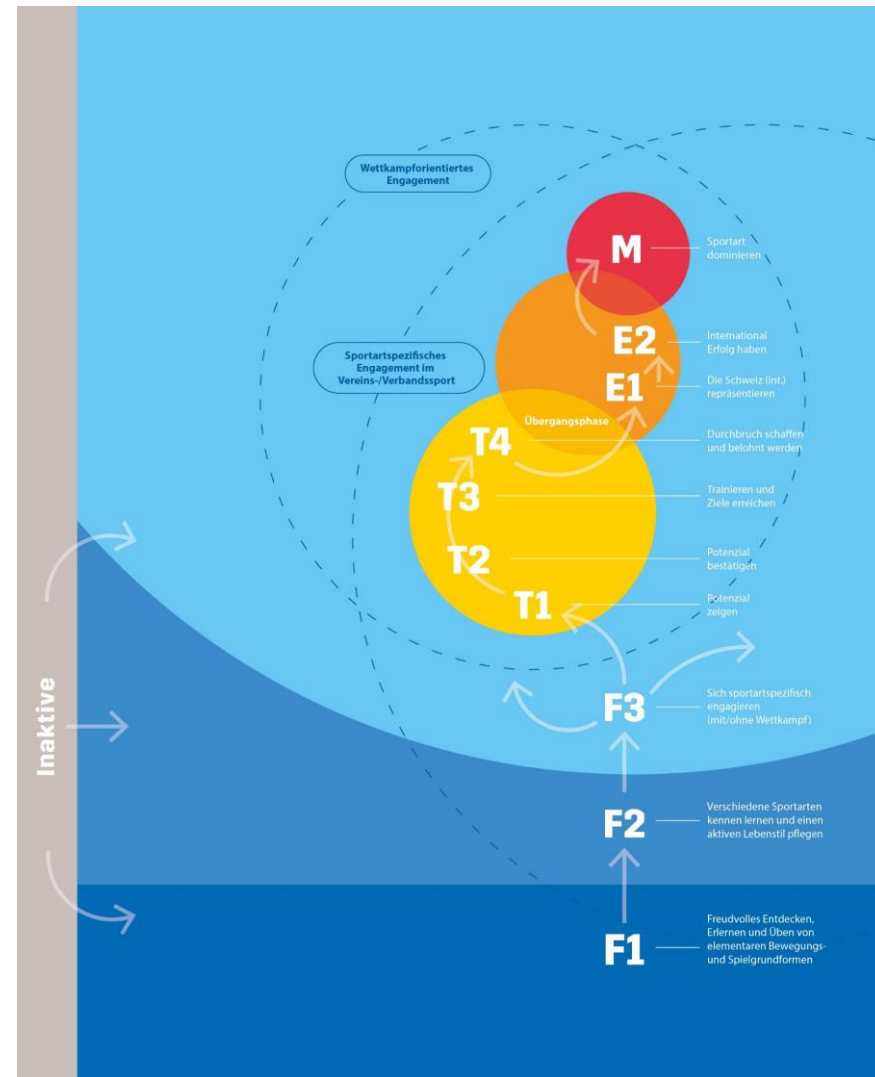 Wettkampforientiertes
Engagement
M
Sportart
dominieren
E2
International
Erfolg haben
Sportartspezifisches
Engagement im
Vereins-/Verbandssport
E1
Die Schweiz (int.)
repräsentieren
Übergangsphase
T4
Durchbruch schaffen
und belohnt werden
T3
Trainieren und
Ziele erreichen
T2
Potenzial
bestätigen
T1
Potenzial
zeigen
Inaktive
F3
Sich sportartspezifisch
engagieren
(mit/ohne Wettkampf)
F2
Verschiedene Sportarten
kennen lernen und einen
aktiven Lebenstil pflegen
F1
Freudvolles Entdecken,
Erlernen und Üben von
elementaren Bewegungs-
und Spielgrundformen